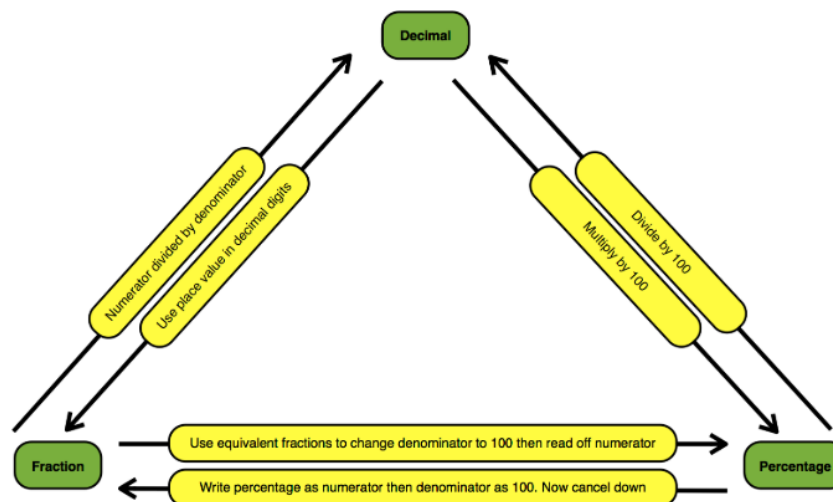 Decimal
Numerator divided by denominator
Use place value in decimal digits
Multiply by 100
Divide by 100
Fraction
Use equivalent fractions to change denominator to 100 then read off numerator
Percentage
Write percentage as numerator then denominator as 100. Now cancel down